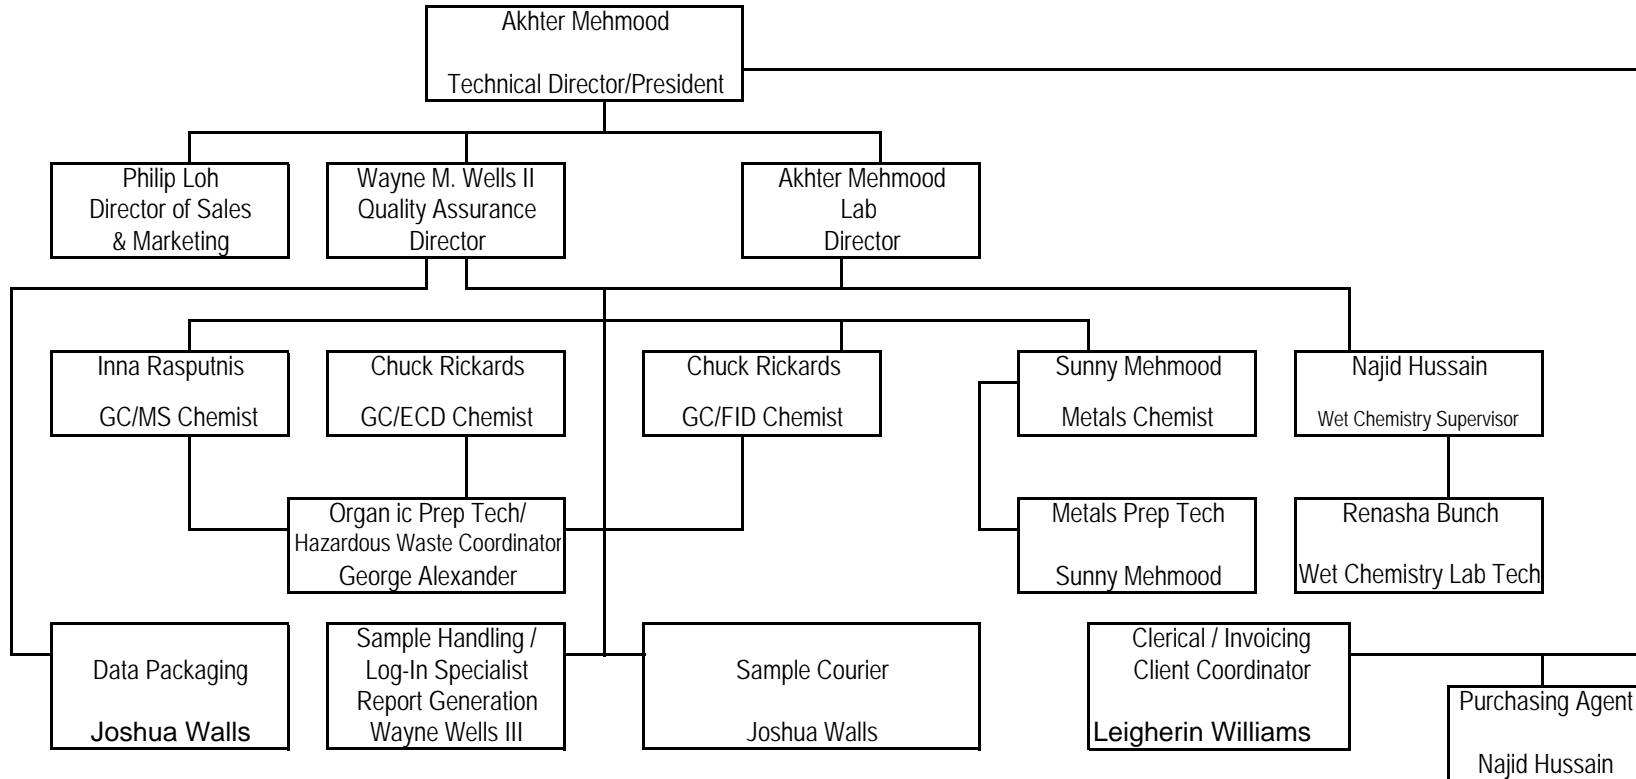 Akhter Mehmood
Technical Director/President
Philip Loh
Director of Sales
& Marketing
Wayne M. Wells II
Quality Assurance
Director
Akhter Mehmood
Lab
Director
Inna Rasputnis
GC/MS Chemist
Chuck Rickards
GC/ECD Chemist
Chuck Rickards
GC/FID Chemist
Sunny Mehmood
Metals Chemist
Najid Hussain
Wet Chemistry Supervisor
Organ ic Prep Tech/
Hazardous Waste Coordinator
George Alexander
Metals Prep Tech
Sunny Mehmood
Renasha Bunch
Wet Chemistry Lab Tech
Data Packaging
Joshua Walls
Sample Handling /
Log-In Specialist
Report Generation
Wayne Wells III
Sample Courier
Joshua Walls
Clerical / Invoicing
Client Coordinator
Leigherin Williams
Purchasing Agent
Najid Hussain